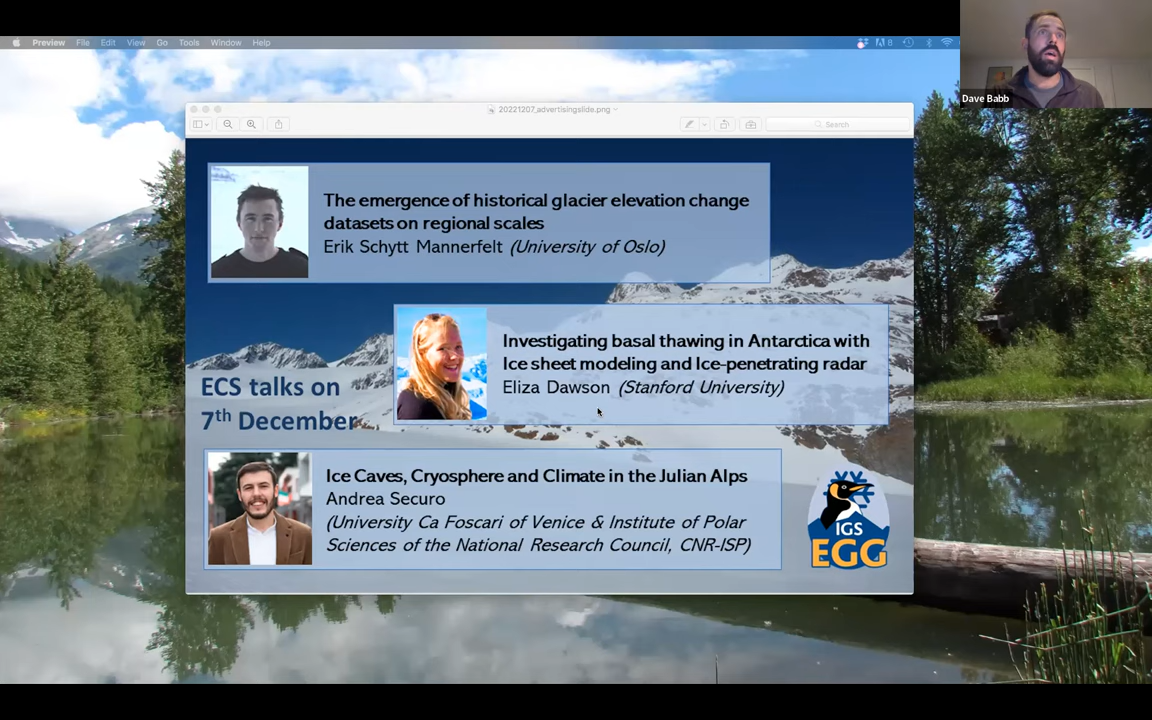 Preview File Edit View Go Tools Window Help
8
20221207_advertisingslide.png
Search
Dave Babb
The emergence of historical glacier elevation change
datasets on regional scales
Erik Schytt Mannerfelt (University of Oslo)
Investigating basal thawing in Antarctica with
Ice sheet modeling and Ice-penetrating radar
Eliza Dawson (Stanford University)
ECS talks on
7th December
Ice Caves, Cryosphere and Climate in the Julian Alps
Andrea Securo
(University Ca Foscari of Venice & Institute of Polar
Sciences of the National Research Council, CNR-ISP)
IGS
EGG